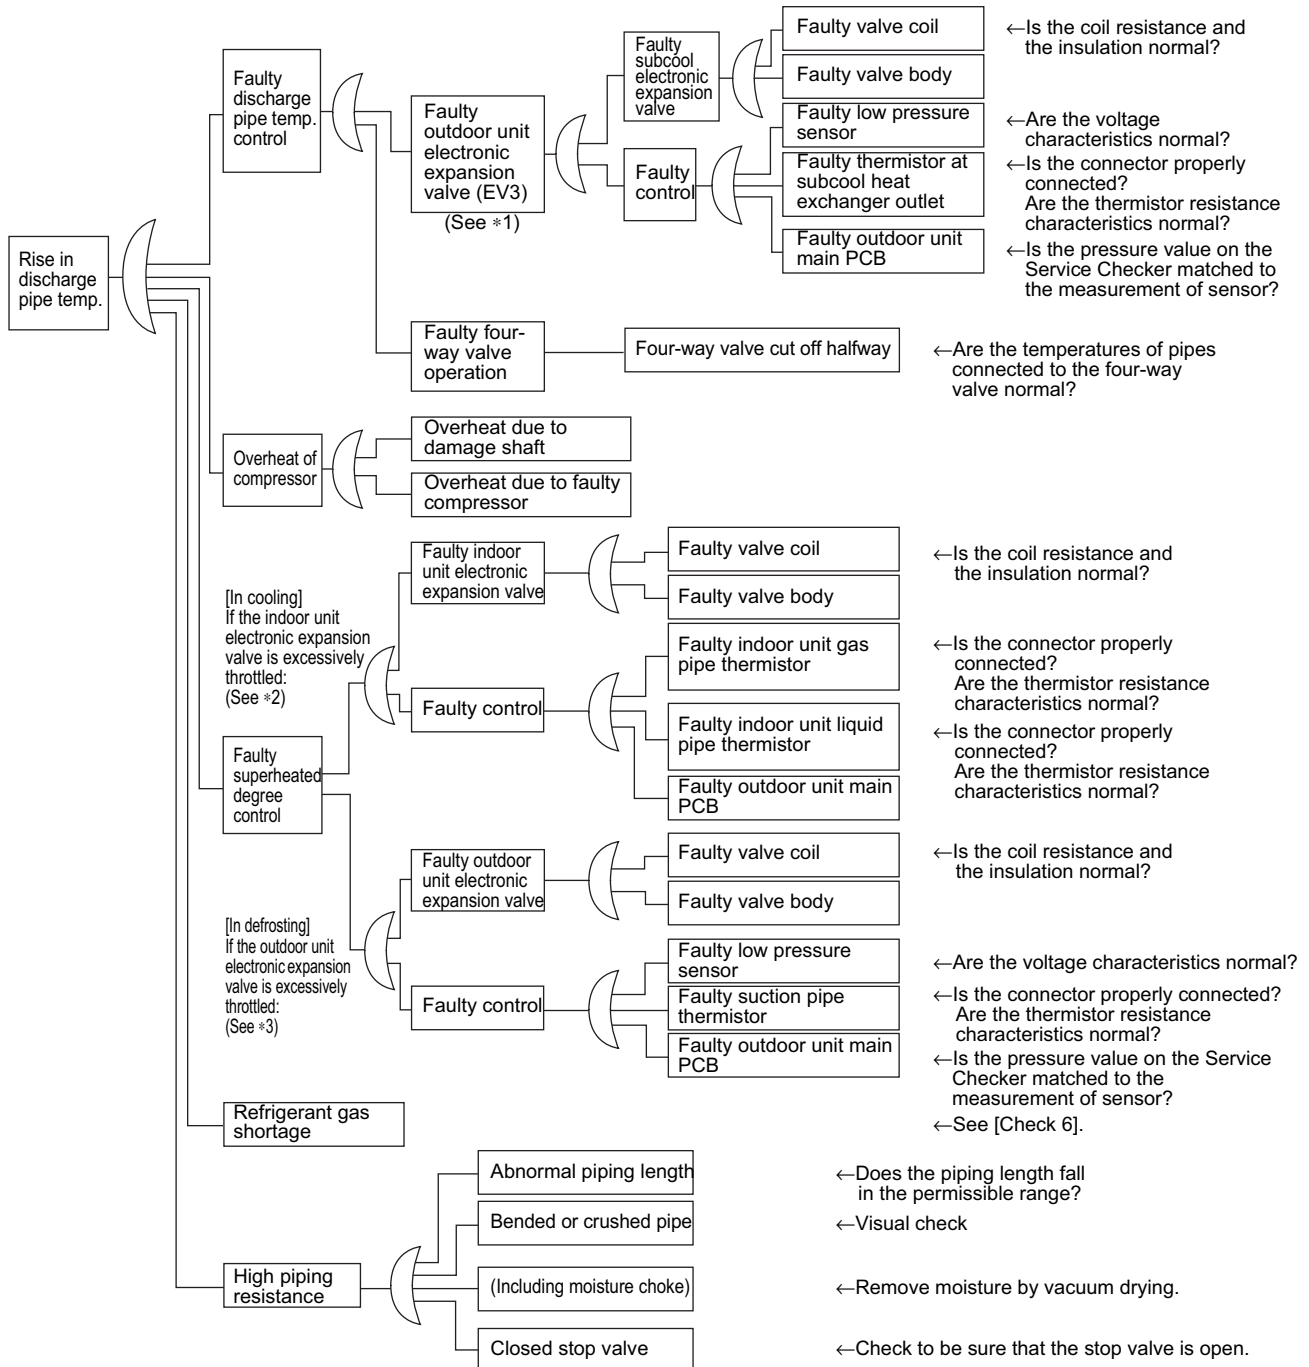 Rise in
discharge
pipe temp.
Faulty
discharge
pipe temp.
control
Faulty
outdoor unit
electronic
expansion
valve (EV3)
(See *1)
Faulty
subcool
electronic
expansion
valve
Faulty valve coil
←Is the coil resistance and
the insulation normal?
Faulty valve body
Faulty
control
Faulty low pressure
sensor
←Are the voltage
characteristics normal?
Faulty thermistor at
subcool heat
exchanger outlet
←Is the connector properly
connected?
Are the thermistor resistance
characteristics normal?
Faulty outdoor unit
main PCB
←Is the pressure value on the
Service Checker matched to
the measurement of sensor?
Faulty four-
way valve
operation
Four-way valve cut off halfway
←Are the temperatures of pipes
connected to the four-way
valve normal?
Overheat of
compressor
Overheat due to
damage shaft
Overheat due to faulty
compressor
Faulty
superheated
degree
control
[In cooling]
If the indoor unit
electronic expansion
valve is excessively
throttled:
(See *2)
Faulty indoor
unit electronic
expansion valve
Faulty valve coil
←Is the coil resistance and
the insulation normal?
Faulty valve body
Faulty control
Faulty indoor unit gas
pipe thermistor
←Is the connector properly
connected?
Are the thermistor resistance
characteristics normal?
Faulty indoor unit liquid
pipe thermistor
←Is the connector properly
connected?
Are the thermistor resistance
characteristics normal?
Faulty outdoor unit main
PCB
[In defrosting]
If the outdoor unit
electronic expansion
valve is excessively
throttled:
(See *3)
Faulty outdoor
unit electronic
expansion valve
Faulty valve coil
←Is the coil resistance and
the insulation normal?
Faulty valve body
Faulty control
Faulty low pressure
sensor
←Are the voltage characteristics normal?
Faulty suction pipe
thermistor
←Is the connector properly connected?
Are the thermistor resistance
characteristics normal?
Faulty outdoor unit main
PCB
←Is the pressure value on the Service
Checker matched to the
measurement of sensor?
Refrigerant gas
shortage
←See [Check 6].
High piping
resistance
Abnormal piping length
←Does the piping length fall
in the permissible range?
Bended or crushed pipe
←Visual check
(Including moisture choke)
←Remove moisture by vacuum drying.
Closed stop valve
←Check to be sure that the stop valve is open.